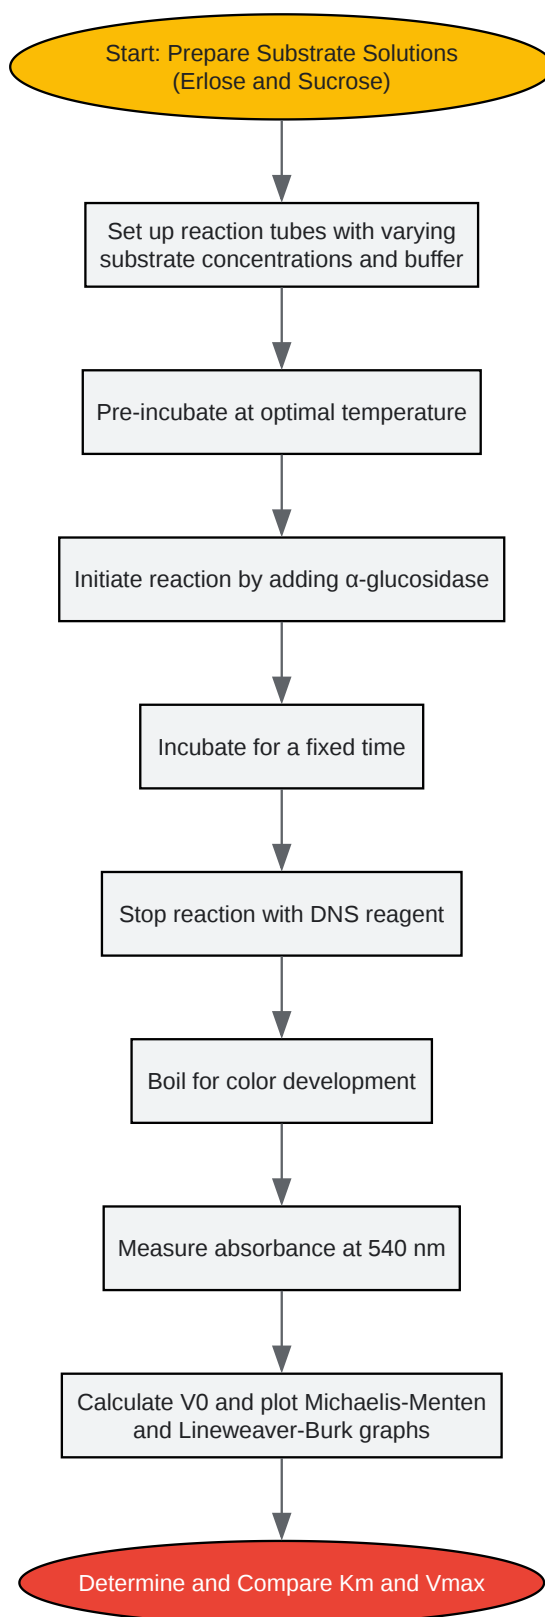 Start: Prepare Substrate Solutions
(Erlose and Sucrose)
Set up reaction tubes with varying
substrate concentrations and buffer
Pre-incubate at optimal temperature
Initiate reaction by adding α-glucosidase
Incubate for a fixed time
Stop reaction with DNS reagent
Boil for color development
Measure absorbance at 540 nm
Calculate V0 and plot Michaelis-Menten
and Lineweaver-Burk graphs
Determine and Compare Km and Vmax